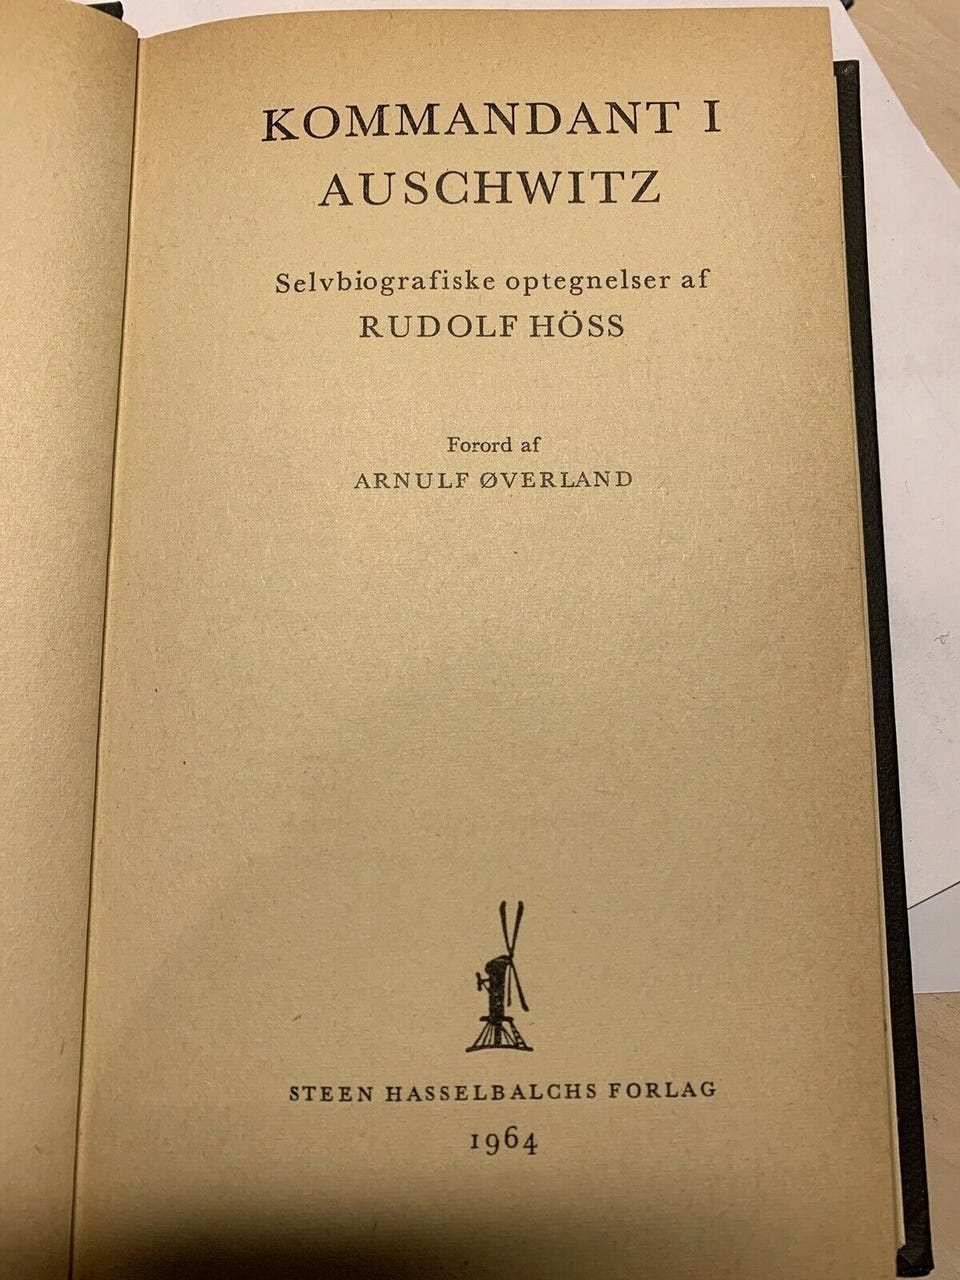 KOMMANDANT I
AUSCHWITZ
Selvbiografiske optegnelser af
RUDOLF HÖSS
Forord af
ARNULF ØVERLAND
STEEN HASSELBALCHS FORLAG
1964